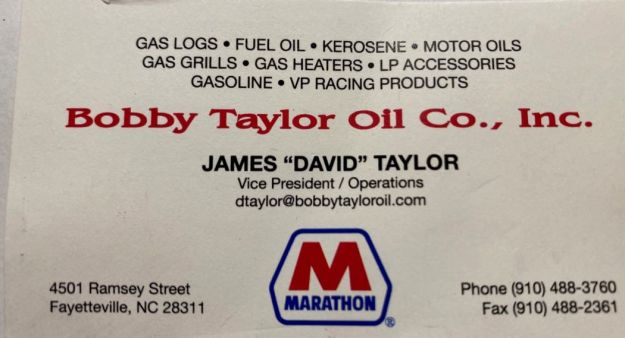 GAS LOGS • FUEL OIL • KEROSENE • MOTOR OILS
GAS GRILLS • GAS HEATERS • LP ACCESSORIES
GASOLINE • VP RACING PRODUCTS
Bobby Taylor Oil Co., Inc.
JAMES “DAVID” TAYLOR
Vice President / Operations
dtaylor@bobbytayloroil.com
M
MARATHON
®
4501 Ramsey Street
Fayetteville, NC 28311
Phone (910) 488-3760
Fax (910) 488-2361